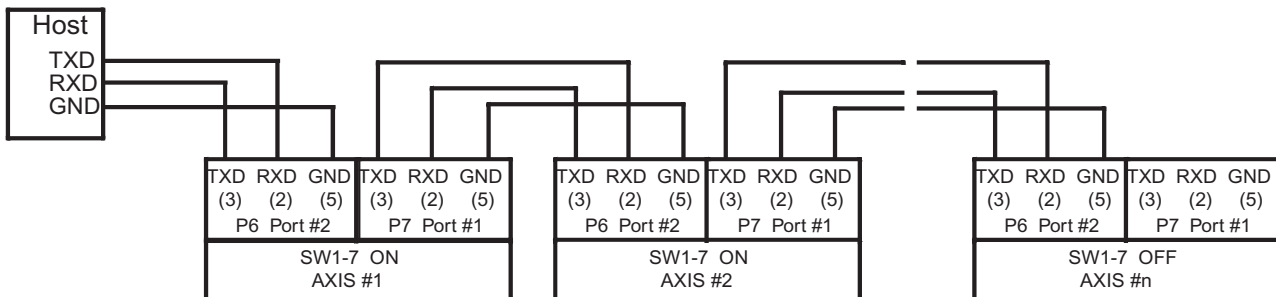 Host
TXD
RXD
GND
TXD RXD GND TXD RXD GND
(3) (2) (5) (3) (2) (5)
P6 Port #2 P7 Port #1
SW1-7 ON
AXIS #1
TXD RXD GND TXD RXD GND
(3) (2) (5) (3) (2) (5)
P6 Port #2 P7 Port #1
SW1-7 ON
AXIS #2
TXD RXD GND TXD RXD GND
(3) (2) (5) (3) (2) (5)
P6 Port #2 P7 Port #1
SW1-7 OFF
AXIS #n